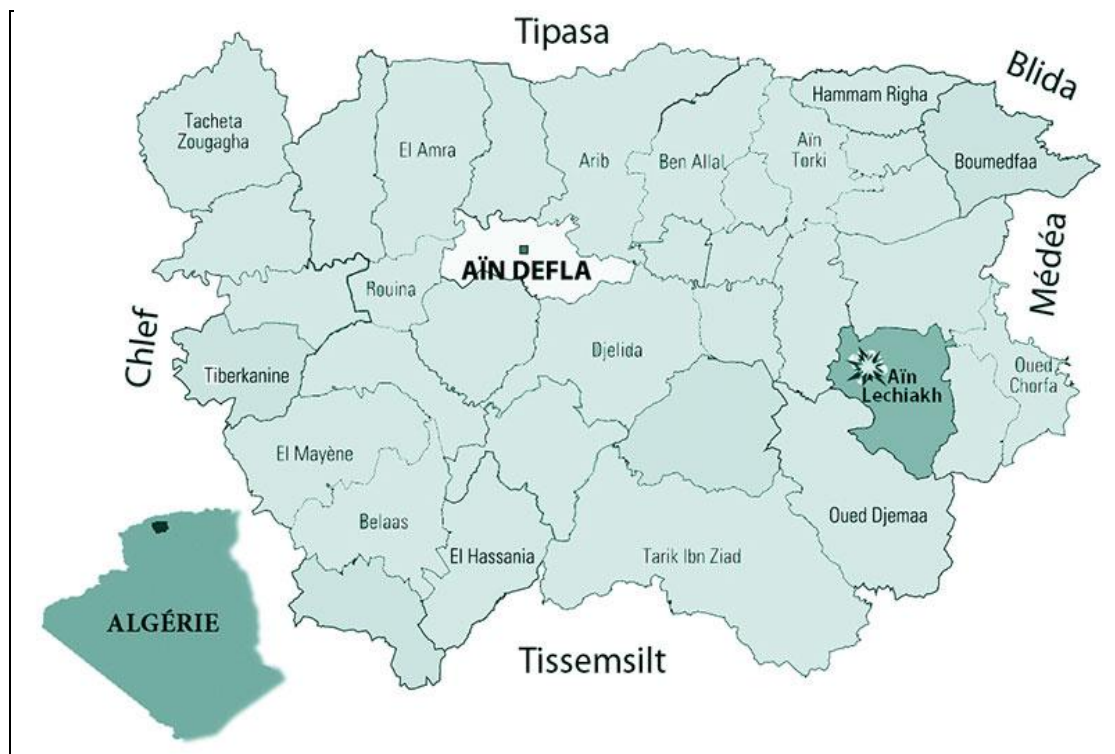 Tipasa
Blida
Hammam Righa
Tacheta
Zougagha
El Amra
Arib
Ben Allal
Aïn
Torki
Boumedfaa
Médéa
AÏN DEFLA
Rouina
Chlef
Djelida
Tiberkanine
Aïn
Lechiakh
Oued
Chorfa
El Mayène
Belaas
Oued Djemaa
El Hassania
Tarik Ibn Ziad
ALGÉRIE
Tissemsilt